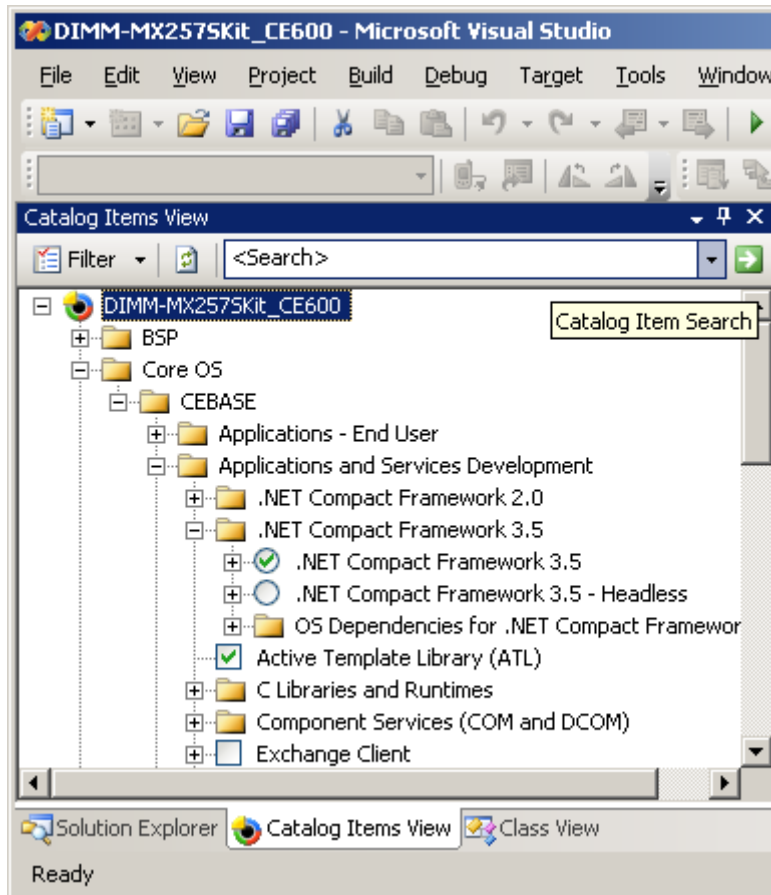 DIMM-MX257SKit_CE600 - Microsoft Visual Studio
File Edit View Project Build Debug Target Tools Window
Catalog Items View
Filter <Search>
DIMM-MX257SKit_CE600
Catalog Item Search
BSP
Core OS
CEBASE
Applications - End User
Applications and Services Development
.NET Compact Framework 2.0
.NET Compact Framework 3.5
.NET Compact Framework 3.5
.NET Compact Framework 3.5 - Headless
OS Dependencies for .NET Compact Framewor
Active Template Library (ATL)
C Libraries and Runtimes
Component Services (COM and DCOM)
Exchange Client
Solution Explorer Catalog Items View Class View
Ready